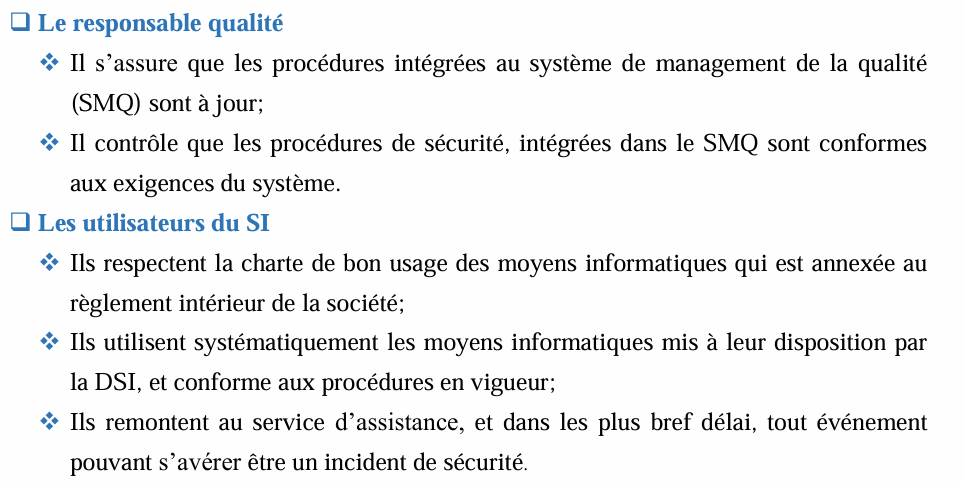 ❑ Le responsable qualité
❖ Il s’assure que les procédures intégrées au système de management de la qualité
(SMQ) sont à jour;
❖ Il contrôle que les procédures de sécurité, intégrées dans le SMQ sont conformes
aux exigences du système.
❑ Les utilisateurs du SI
❖ Ils respectent la charte de bon usage des moyens informatiques qui est annexée au
règlement intérieur de la société;
❖ Ils utilisent systématiquement les moyens informatiques mis à leur disposition par
la DSI, et conforme aux procédures en vigueur;
❖ Ils remontent au service d’assistance, et dans les plus bref délai, tout événement
pouvant s’avérer être un incident de sécurité.